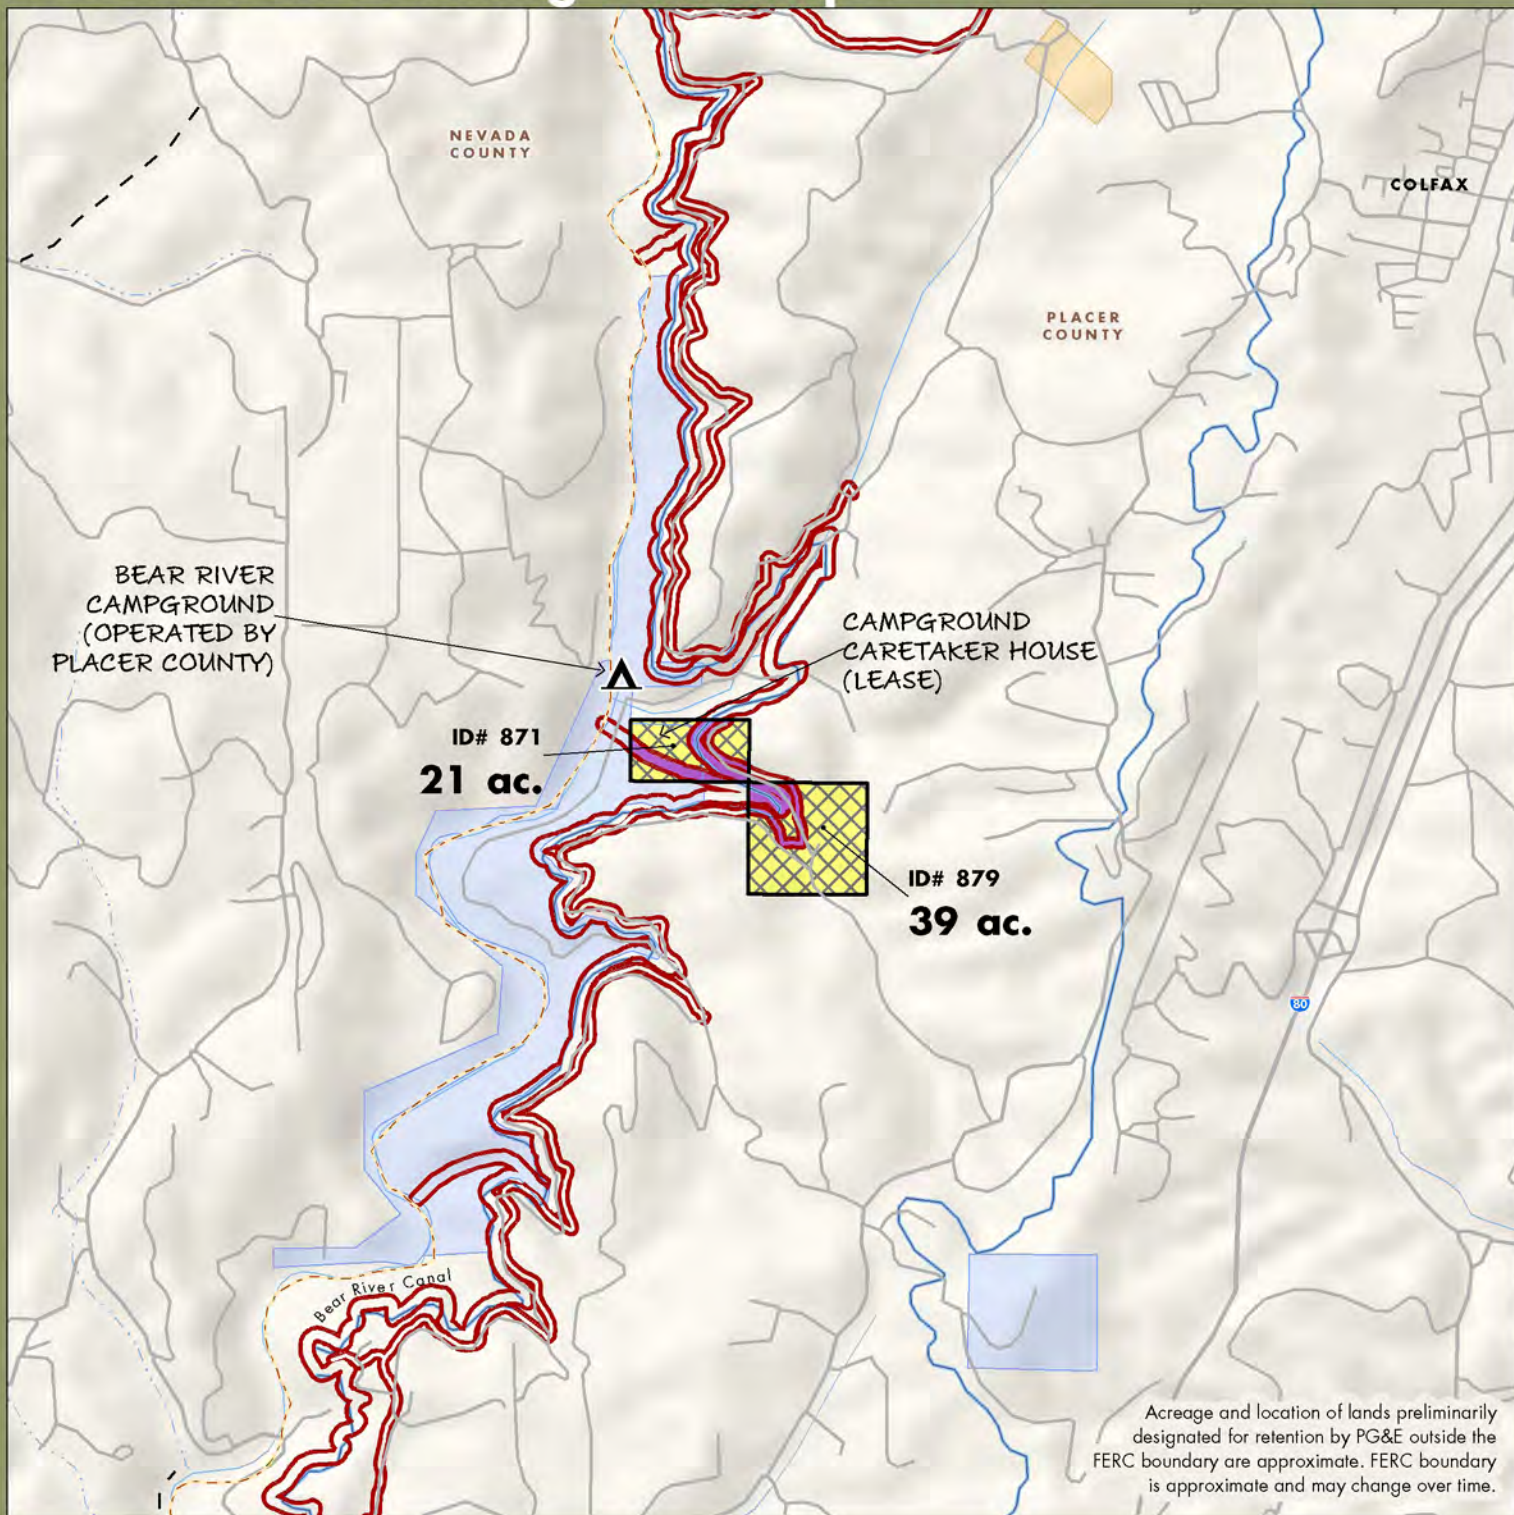 NEVADA
COUNTY
COLFAX
PLACER
COUNTY
BEAR RIVER
CAMPGROUND
(OPERATED BY
PLACER COUNTY)
CAMPGROUND
CARETAKER HOUSE
(LEASE)
ID# 871
21 ac.
ID# 879
39 ac.
80
Bear River Canal
Acreage and location of lands preliminarily
designated for retention by PG&E outside the
FERC boundary are approximate. FERC boundary
is approximate and may change over time.